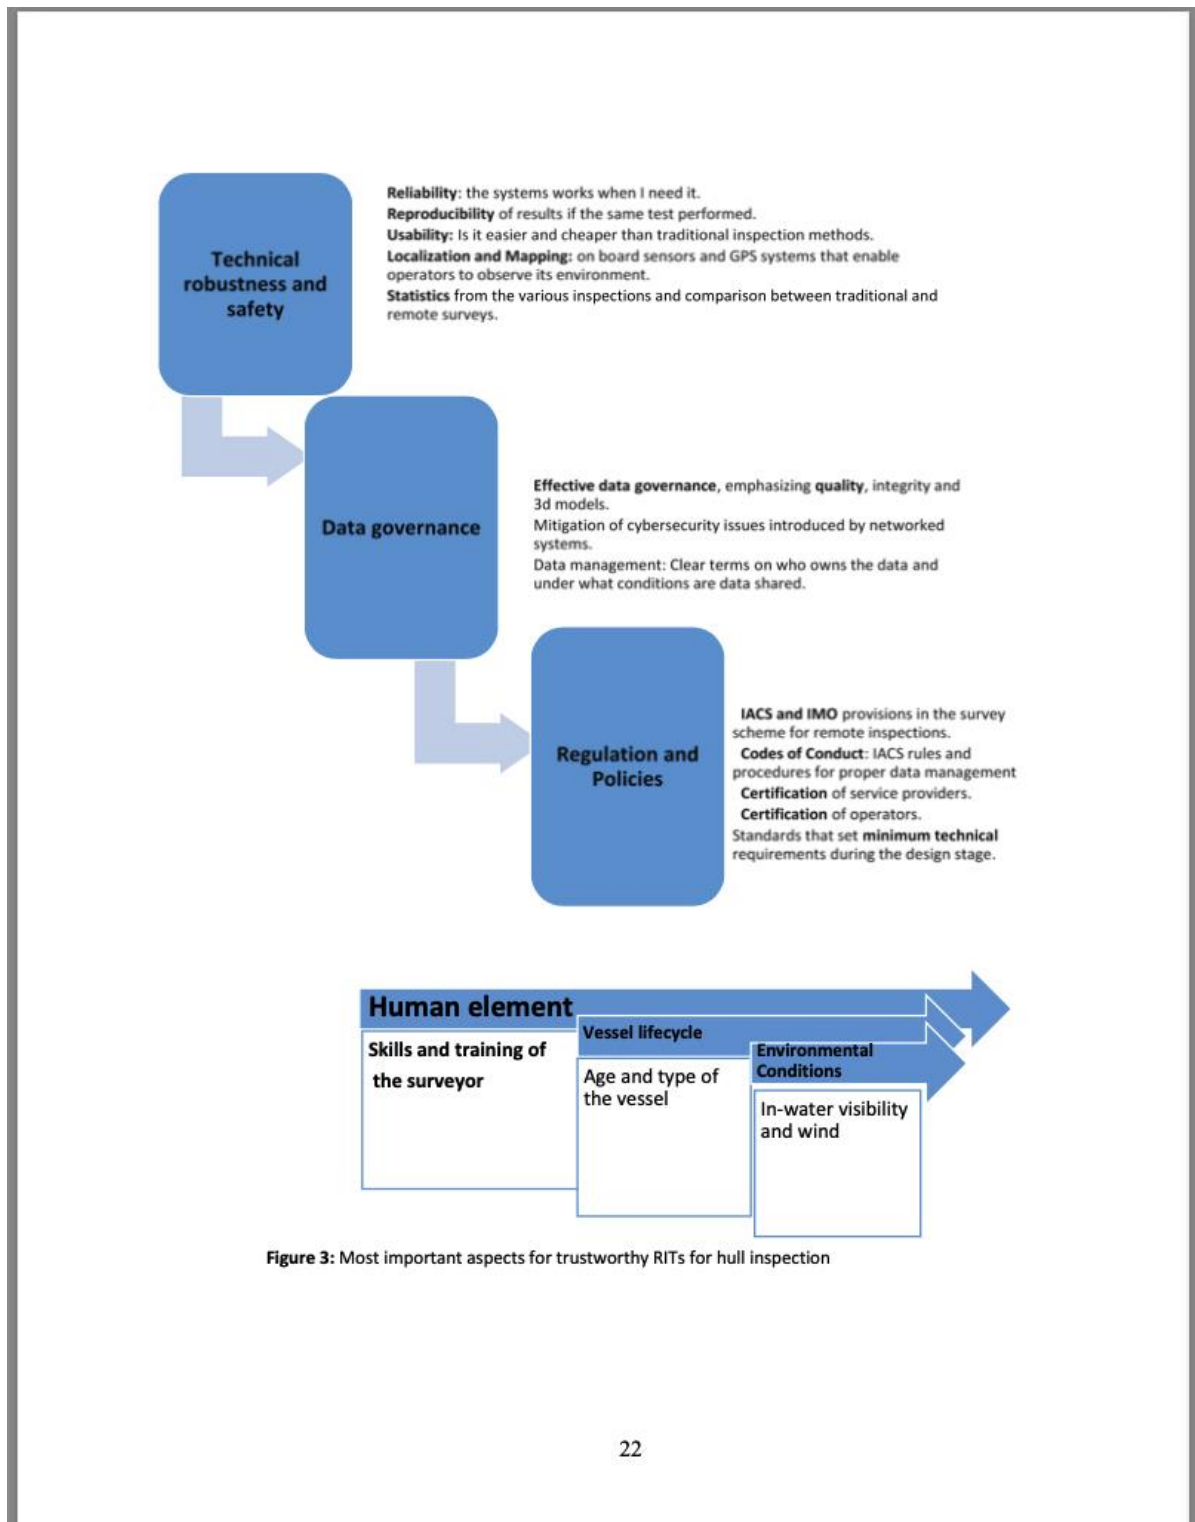 Technical
robustness and
safety
Reliability: the systems works when I need it.
Reproducibility of results if the same test performed.
Usability: Is it easier and cheaper than traditional inspection methods.
Localization and Mapping: on board sensors and GPS systems that enable
operators to observe its environment.
Statistics from the various inspections and comparison between traditional and
remote surveys.
Data governance
Effective data governance, emphasizing quality, integrity and
3d models.
Mitigation of cybersecurity issues introduced by networked
systems.
Data management: Clear terms on who owns the data and
under what conditions are data shared.
Regulation and
Policies
IACS and IMO provisions in the survey
scheme for remote inspections.
Codes of Conduct: IACS rules and
procedures for proper data management
Certification of service providers.
Certification of operators.
Standards that set minimum technical
requirements during the design stage.
Human element
Skills and training of
the surveyor
Vessel lifecycle
Age and type of
the vessel
Environmental
Conditions
In-water visibility
and wind
Figure 3: Most important aspects for trustworthy RITs for hull inspection
22